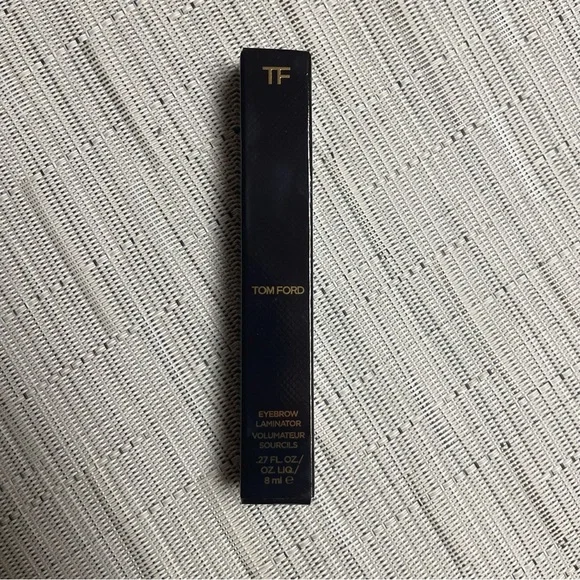 TF
TOM FORD
EYEBROW
LAMINATOR
VOLUMATEUR
SOURCILS
.27 FL. OZ./
OZ. LIQ./
8 ml ℮